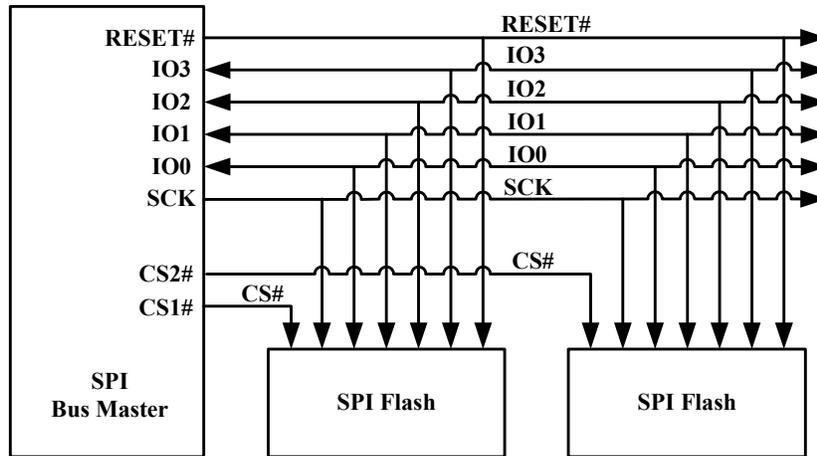 RESET#
RESET#
IO3
IO3
IO2
IO2
IO1
IO1
IO0
IO0
SCK
SCK
CS2#
CS#
CS1#
CS#
SPI
Bus Master
SPI Flash
SPI Flash